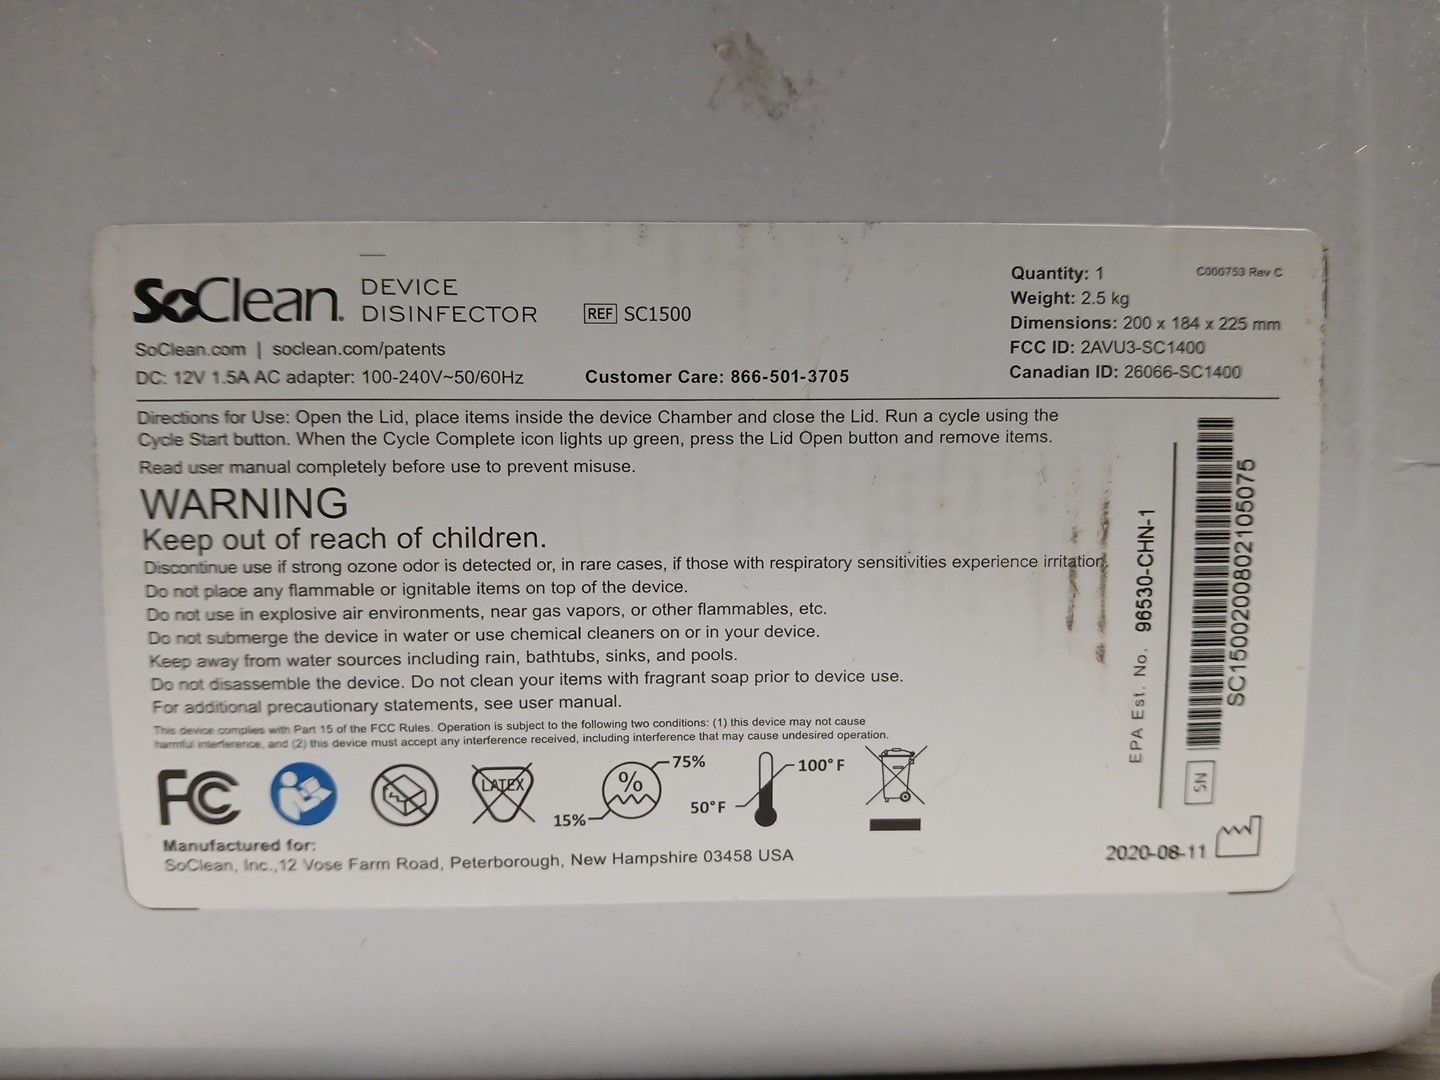 SoClean. DEVICE DISINFECTOR
REF SC1500
SoClean.com | soclean.com/patents
DC: 12V 1.5A AC adapter: 100-240V~50/60Hz
Customer Care: 866-501-3705
Quantity: 1
C000753 Rev C
Weight: 2.5 kg
Dimensions: 200 x 184 x 225 mm
FCC ID: 2AVU3-SC1400
Canadian ID: 26066-SC1400
Directions for Use: Open the Lid, place items inside the device Chamber and close the Lid. Run a cycle using the
Cycle Start button. When the Cycle Complete icon lights up green, press the Lid Open button and remove items.
Read user manual completely before use to prevent misuse.
WARNING
Keep out of reach of children.
Discontinue use if strong ozone odor is detected or, in rare cases, if those with respiratory sensitivities experience irritation.
Do not place any flammable or ignitable items on top of the device.
Do not use in explosive air environments, near gas vapors, or other flammables, etc.
Do not submerge the device in water or use chemical cleaners on or in your device.
Keep away from water sources including rain, bathtubs, sinks, and pools.
Do not disassemble the device. Do not clean your items with fragrant soap prior to device use.
For additional precautionary statements, see user manual.
This device complies with Part 15 of the FCC Rules. Operation is subject to the following two conditions: (1) this device may not cause
harmful interference, and (2) this device must accept any interference received, including interference that may cause undesired operation.
FC
LATEX
15% % 75%
50°F 100°F
Manufactured for:
SoClean, Inc.,12 Vose Farm Road, Peterborough, New Hampshire 03458 USA
EPA Est. No. 96530-CHN-1
SN
SC1500200802105075
2020-08-11